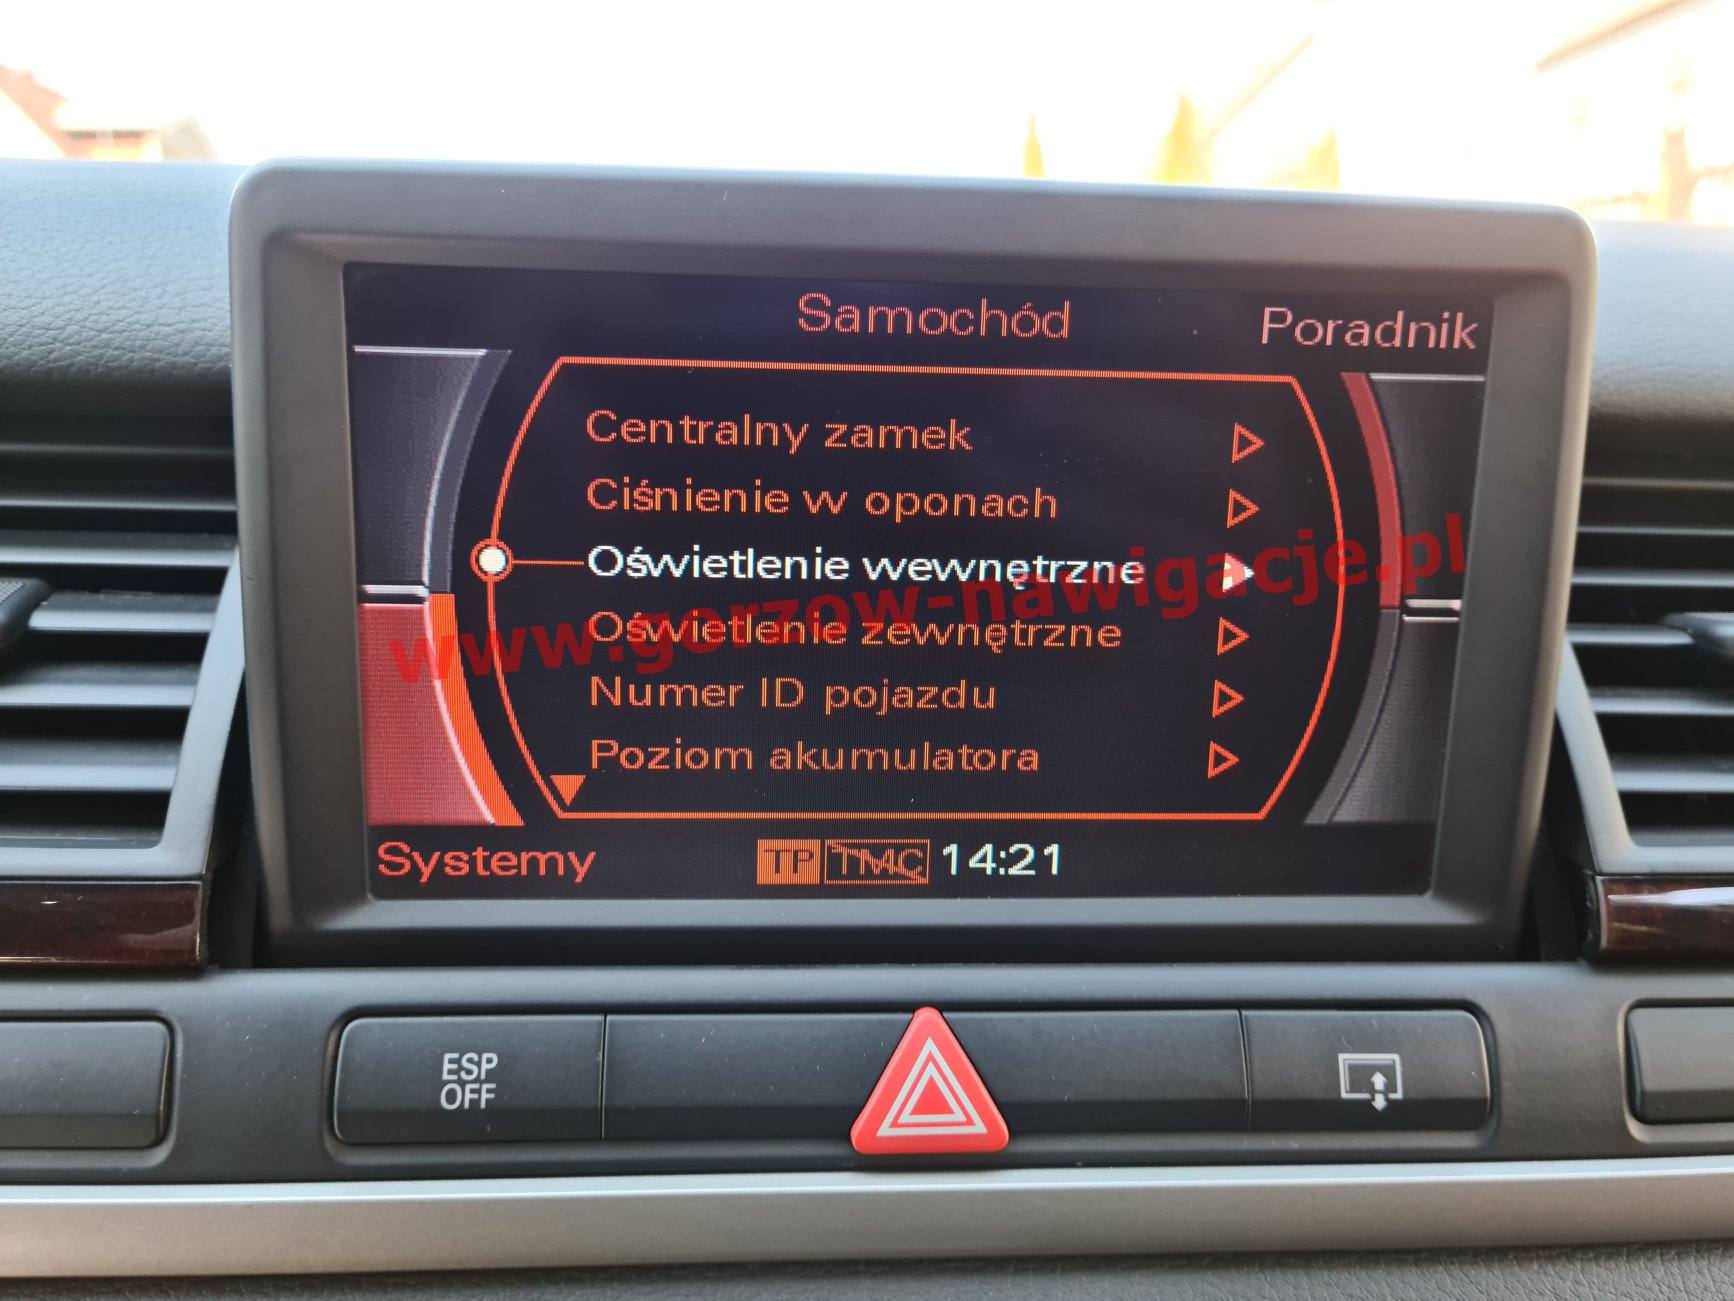 Samochód
Poradnik
Centralny zamek
Ciśnienie w oponach
Oświetlenie wewnętrzne
Oświetlenie zewnętrzne
Numer ID pojazdu
Poziom akumulatora
Systemy
TP TMC 14:21
www.gorzow-nawigacje.pl
ESP
OFF